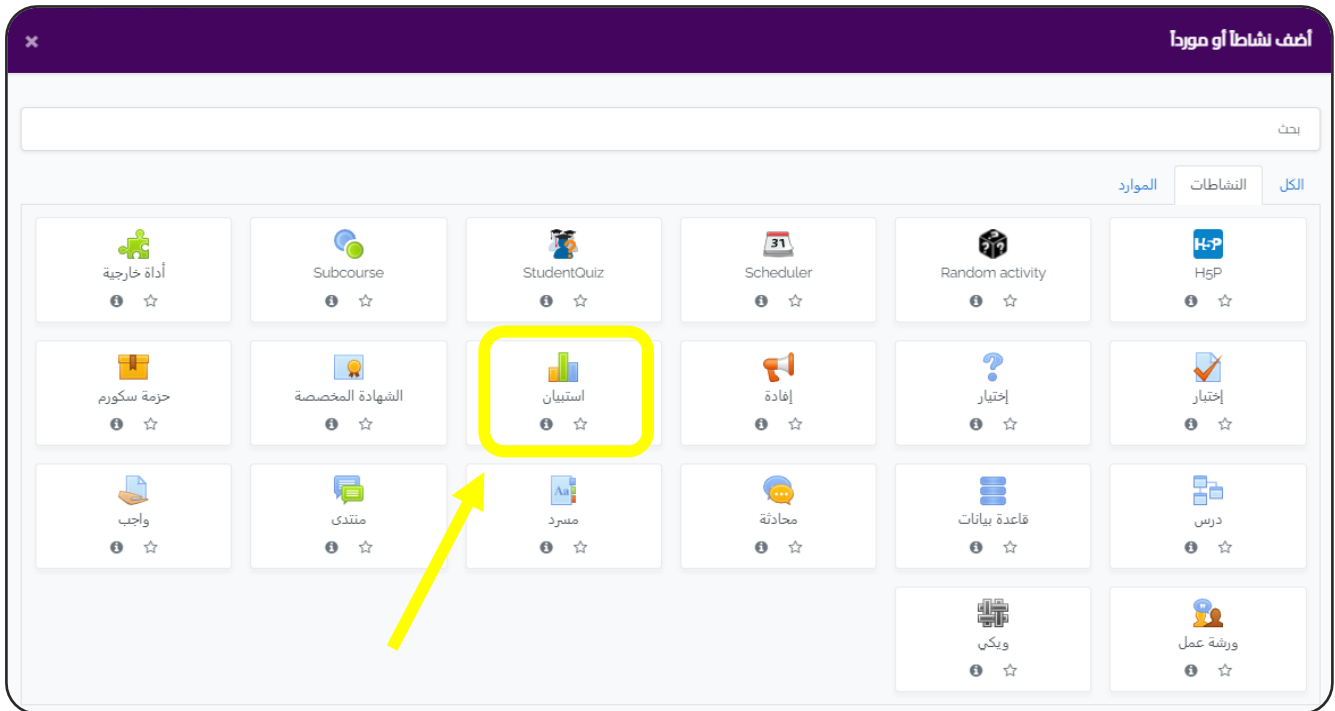 أضف نشاطاً أو مورداً
بحث
الكل النشاطات الموارد
H5P Random activity Scheduler StudentQuiz Subcourse أداة خارجية
إختبار إختيار إفادة استبيان الشهادة المخصصة حزمة سكورم
درس قاعدة بيانات محادثة مسرد منتدى واجب
ورشة عمل ويكي